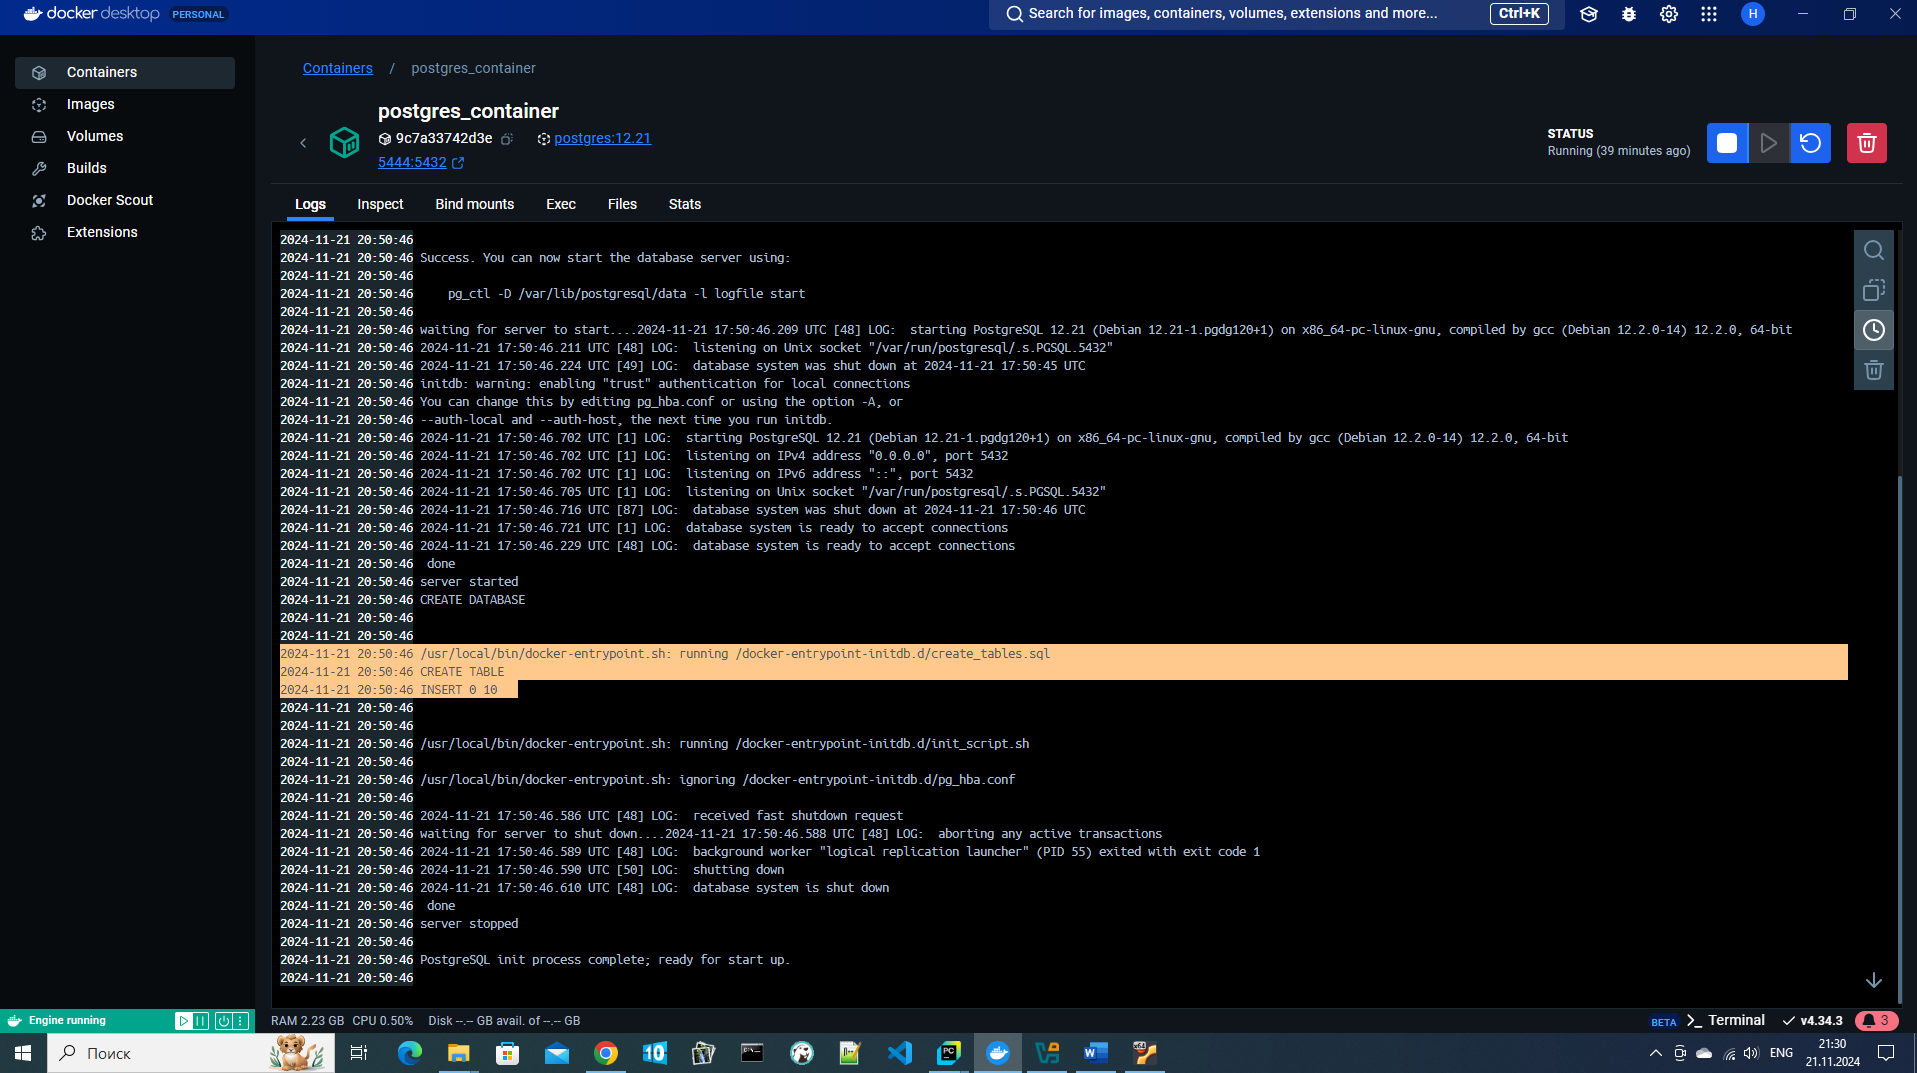 docker desktop PERSONAL
Search for images, containers, volumes, extensions and more... Ctrl+K
H
Containers
Images
Volumes
Builds
Docker Scout
Extensions
Containers / postgres_container
postgres_container
9c7a33742d3e postgres:12.21
5444:5432
STATUS
Running (39 minutes ago)
Logs Inspect Bind mounts Exec Files Stats
2024-11-21 20:50:46
2024-11-21 20:50:46 Success. You can now start the database server using:
2024-11-21 20:50:46
2024-11-21 20:50:46 pg_ctl -D /var/lib/postgresql/data -l logfile start
2024-11-21 20:50:46
2024-11-21 20:50:46 waiting for server to start....2024-11-21 17:50:46.209 UTC [48] LOG: starting PostgreSQL 12.21 (Debian 12.21-1.pgdg120+1) on x86_64-pc-linux-gnu, compiled by gcc (Debian 12.2.0-14) 12.2.0, 64-bit
2024-11-21 20:50:46 2024-11-21 17:50:46.211 UTC [48] LOG: listening on Unix socket "/var/run/postgresql/.s.PGSQL.5432"
2024-11-21 20:50:46 2024-11-21 17:50:46.224 UTC [49] LOG: database system was shut down at 2024-11-21 17:50:45 UTC
2024-11-21 20:50:46 initdb: warning: enabling "trust" authentication for local connections
2024-11-21 20:50:46 You can change this by editing pg_hba.conf or using the option -A, or
2024-11-21 20:50:46 --auth-local and --auth-host, the next time you run initdb.
2024-11-21 20:50:46 2024-11-21 17:50:46.702 UTC [1] LOG: starting PostgreSQL 12.21 (Debian 12.21-1.pgdg120+1) on x86_64-pc-linux-gnu, compiled by gcc (Debian 12.2.0-14) 12.2.0, 64-bit
2024-11-21 20:50:46 2024-11-21 17:50:46.702 UTC [1] LOG: listening on IPv4 address "0.0.0.0", port 5432
2024-11-21 20:50:46 2024-11-21 17:50:46.702 UTC [1] LOG: listening on IPv6 address "::", port 5432
2024-11-21 20:50:46 2024-11-21 17:50:46.705 UTC [1] LOG: listening on Unix socket "/var/run/postgresql/.s.PGSQL.5432"
2024-11-21 20:50:46 2024-11-21 17:50:46.716 UTC [87] LOG: database system was shut down at 2024-11-21 17:50:46 UTC
2024-11-21 20:50:46 2024-11-21 17:50:46.721 UTC [1] LOG: database system is ready to accept connections
2024-11-21 20:50:46 2024-11-21 17:50:46.229 UTC [48] LOG: database system is ready to accept connections
2024-11-21 20:50:46 done
2024-11-21 20:50:46 server started
2024-11-21 20:50:46 CREATE DATABASE
2024-11-21 20:50:46
2024-11-21 20:50:46
2024-11-21 20:50:46 /usr/local/bin/docker-entrypoint.sh: running /docker-entrypoint-initdb.d/create_tables.sql
2024-11-21 20:50:46 CREATE TABLE
2024-11-21 20:50:46 INSERT 0 10
2024-11-21 20:50:46
2024-11-21 20:50:46
2024-11-21 20:50:46 /usr/local/bin/docker-entrypoint.sh: running /docker-entrypoint-initdb.d/init_script.sh
2024-11-21 20:50:46
2024-11-21 20:50:46 /usr/local/bin/docker-entrypoint.sh: ignoring /docker-entrypoint-initdb.d/pg_hba.conf
2024-11-21 20:50:46
2024-11-21 20:50:46 2024-11-21 17:50:46.586 UTC [48] LOG: received fast shutdown request
2024-11-21 20:50:46 waiting for server to shut down....2024-11-21 17:50:46.588 UTC [48] LOG: aborting any active transactions
2024-11-21 20:50:46 2024-11-21 17:50:46.589 UTC [48] LOG: background worker "logical replication launcher" (PID 55) exited with exit code 1
2024-11-21 20:50:46 2024-11-21 17:50:46.590 UTC [50] LOG: shutting down
2024-11-21 20:50:46 2024-11-21 17:50:46.610 UTC [48] LOG: database system is shut down
2024-11-21 20:50:46 done
2024-11-21 20:50:46 server stopped
2024-11-21 20:50:46
2024-11-21 20:50:46 PostgreSQL init process complete; ready for start up.
2024-11-21 20:50:46
Engine running
RAM 2.23 GB CPU 0.50% Disk --.-- GB avail. of --.-- GB
BETA Terminal v4.34.3 3
Поиск
ENG
21:30
21.11.2024